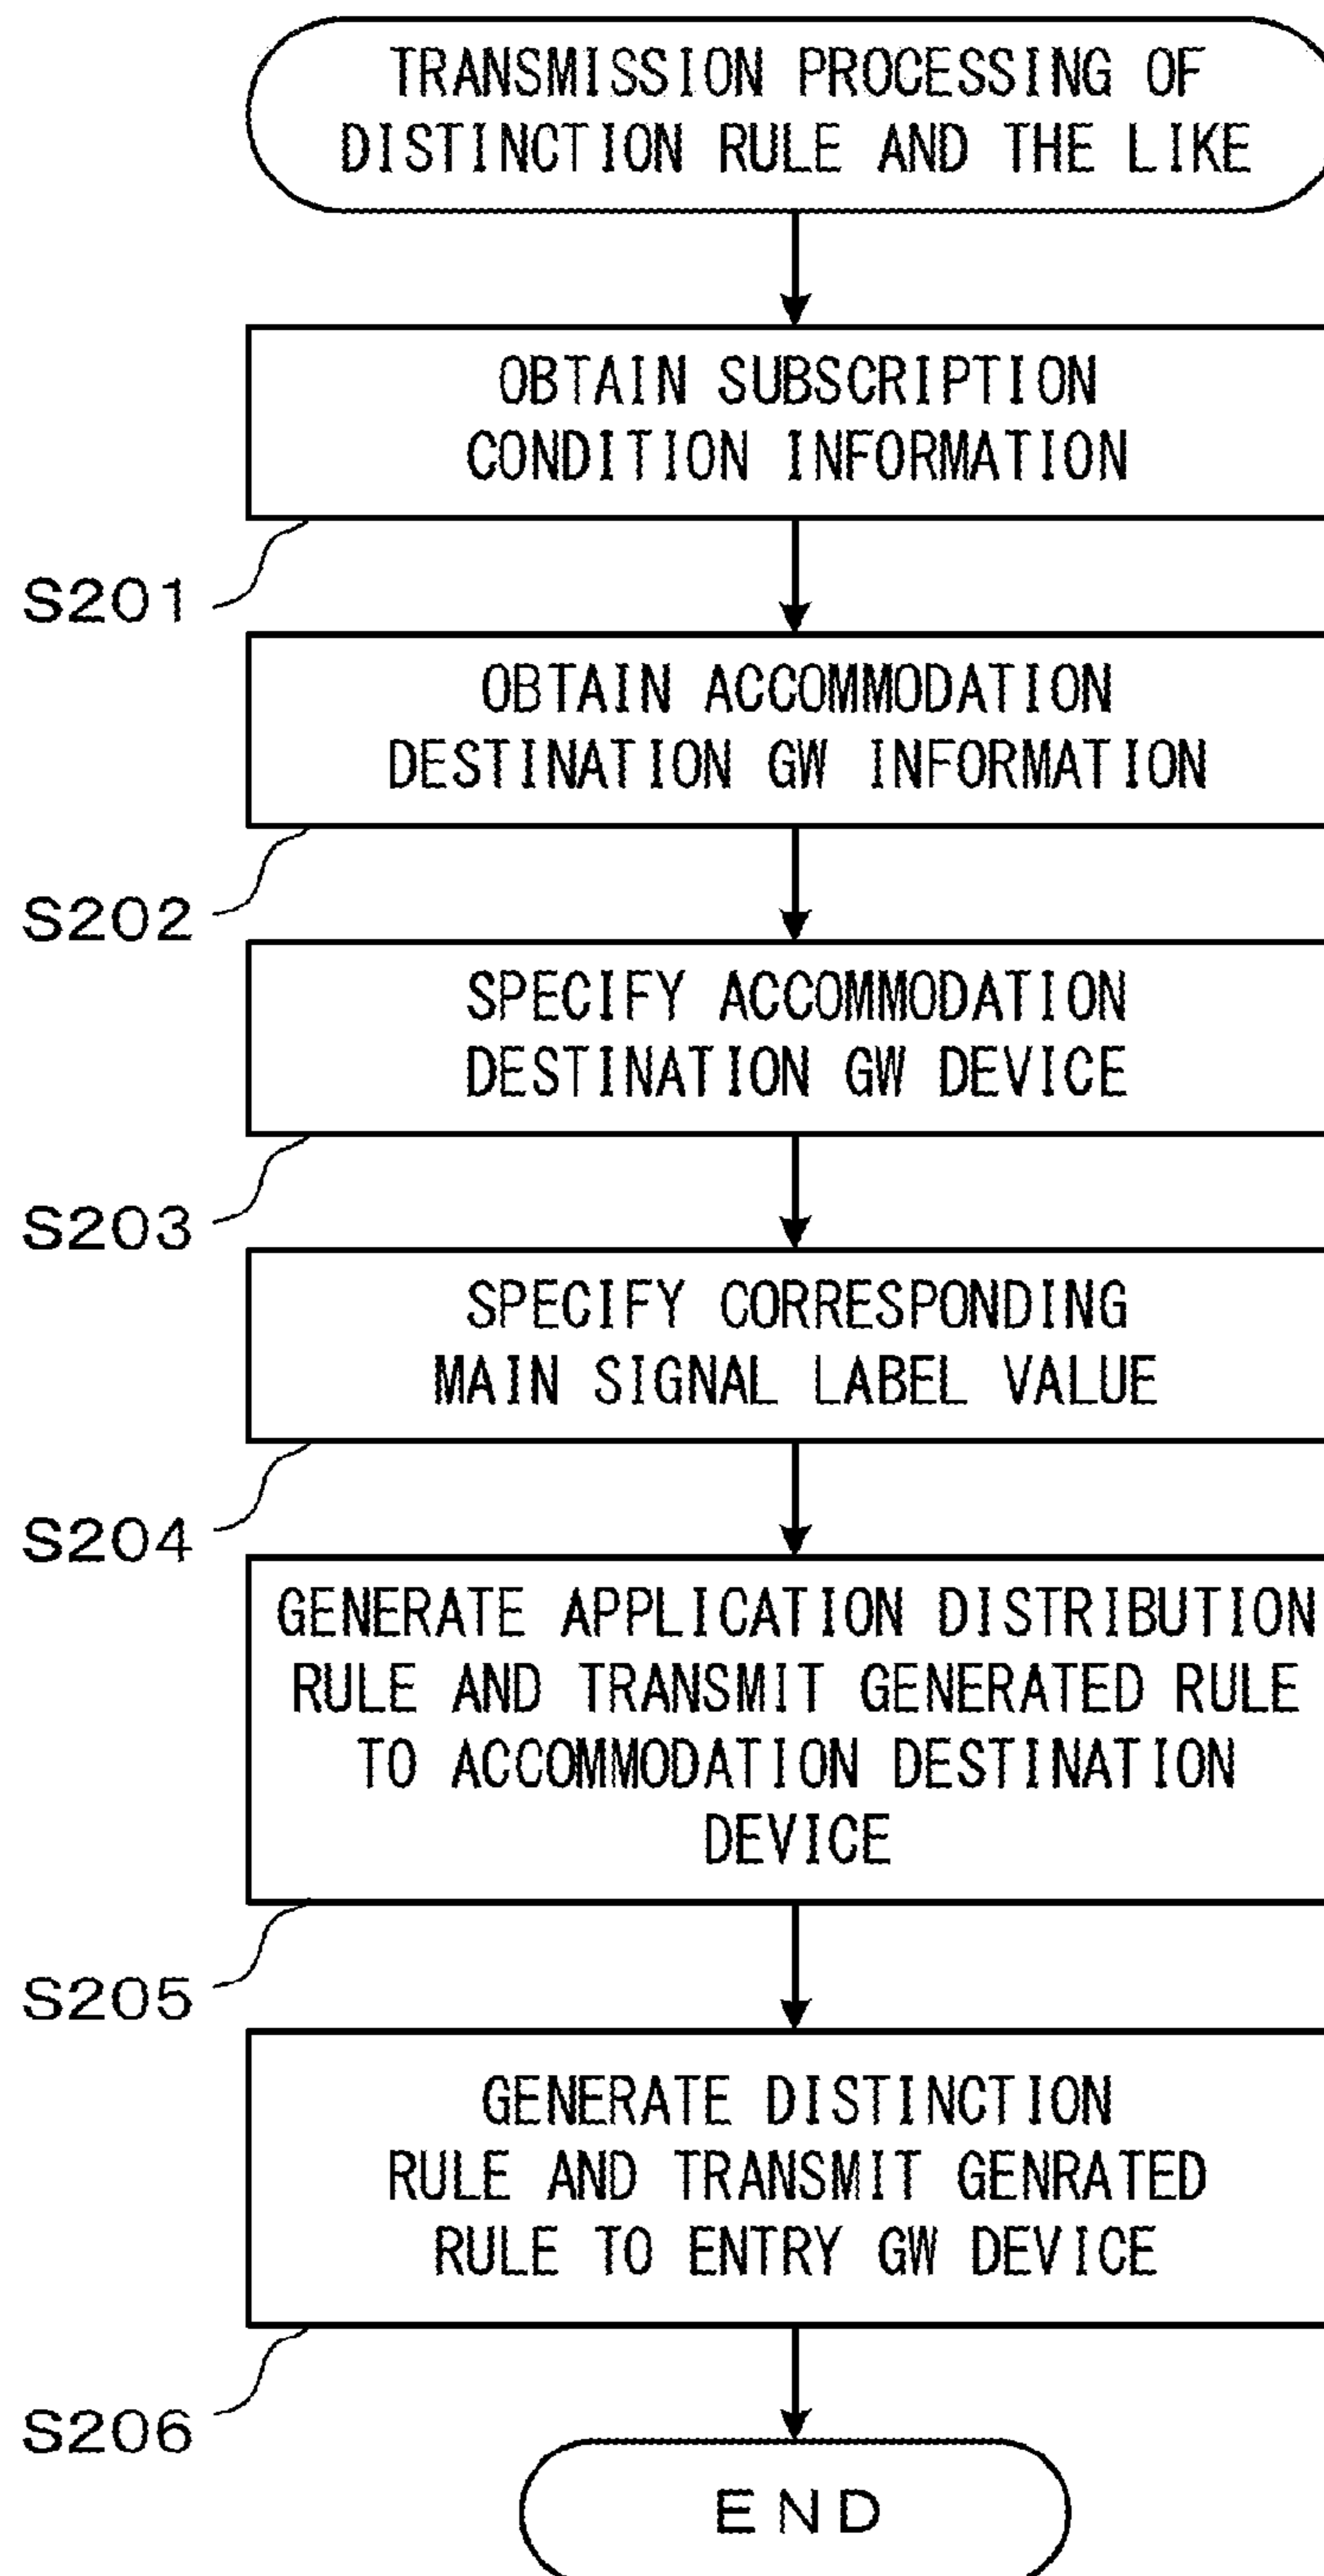 TRANSMISSION PROCESSING OF
DISTINCTION RULE AND THE LIKE
OBTAIN SUBSCRIPTION
CONDITION INFORMATION
S201
OBTAIN ACCOMMODATION
DESTINATION GW INFORMATION
S202
SPECIFY ACCOMMODATION
DESTINATION GW DEVICE
S203
SPECIFY CORRESPONDING
MAIN SIGNAL LABEL VALUE
S204
GENERATE APPLICATION DISTRIBUTION
RULE AND TRANSMIT GENERATED RULE
TO ACCOMMODATION DESTINATION
DEVICE
S205
GENERATE DISTINCTION
RULE AND TRANSMIT GENRATED
RULE TO ENTRY GW DEVICE
S206
END